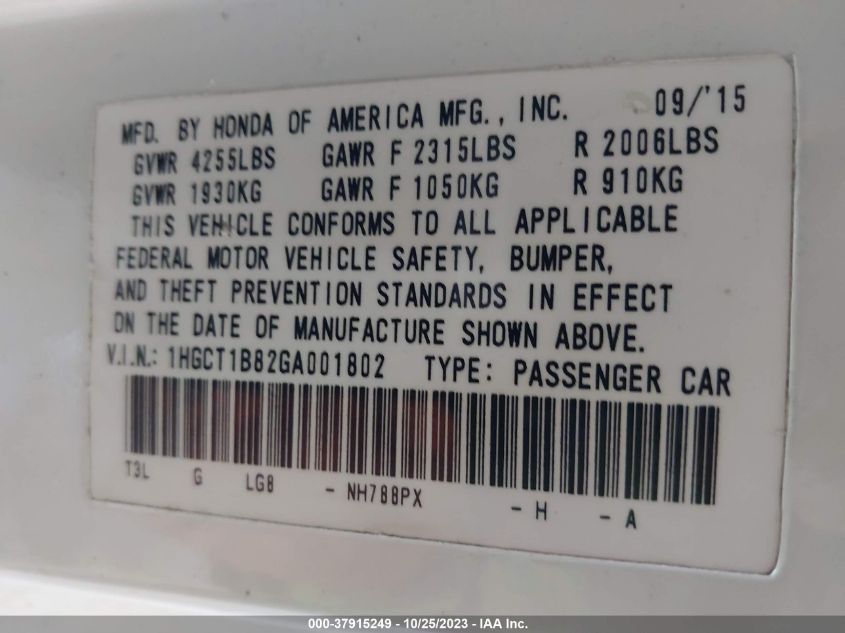 MFD. BY HONDA OF AMERICA MFG., INC. 09/'15
GVWR 4255LBS GAWR F 2315LBS R 2006LBS
GVWR 1930KG GAWR F 1050KG R 910KG
THIS VEHICLE CONFORMS TO ALL APPLICABLE
FEDERAL MOTOR VEHICLE SAFETY, BUMPER,
AND THEFT PREVENTION STANDARDS IN EFFECT
ON THE DATE OF MANUFACTURE SHOWN ABOVE.
V.I.N.: 1HGCT1B82GA001802 TYPE: PASSENGER CAR
T3L G LG8 - NH788PX - H - A
000-37915249 - 10/25/2023 - IAA Inc.